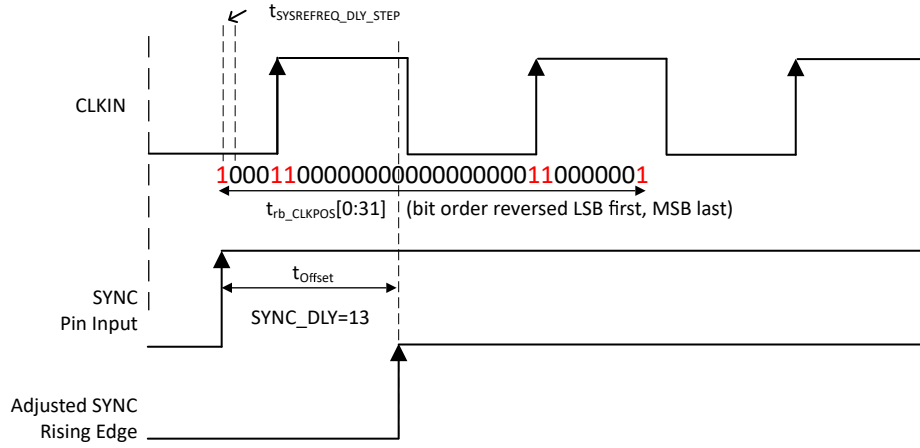 tSYSREFREQ_DLY_STEP
CLKIN
10001100000000000000000110000001
trb_CLKPOS[0:31] (bit order reversed LSB first, MSB last)
tOffset
SYNC
Pin Input
SYNC_DLY=13
Adjusted SYNC
Rising Edge